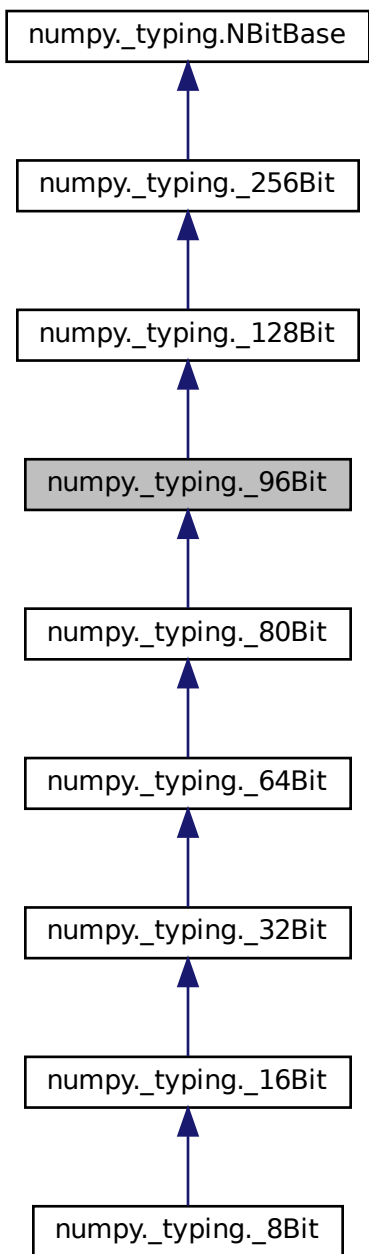 numpy._typing.NBitBase
numpy._typing._256Bit
numpy._typing._128Bit
numpy._typing._96Bit
numpy._typing._80Bit
numpy._typing._64Bit
numpy._typing._32Bit
numpy._typing._16Bit
numpy._typing._8Bit